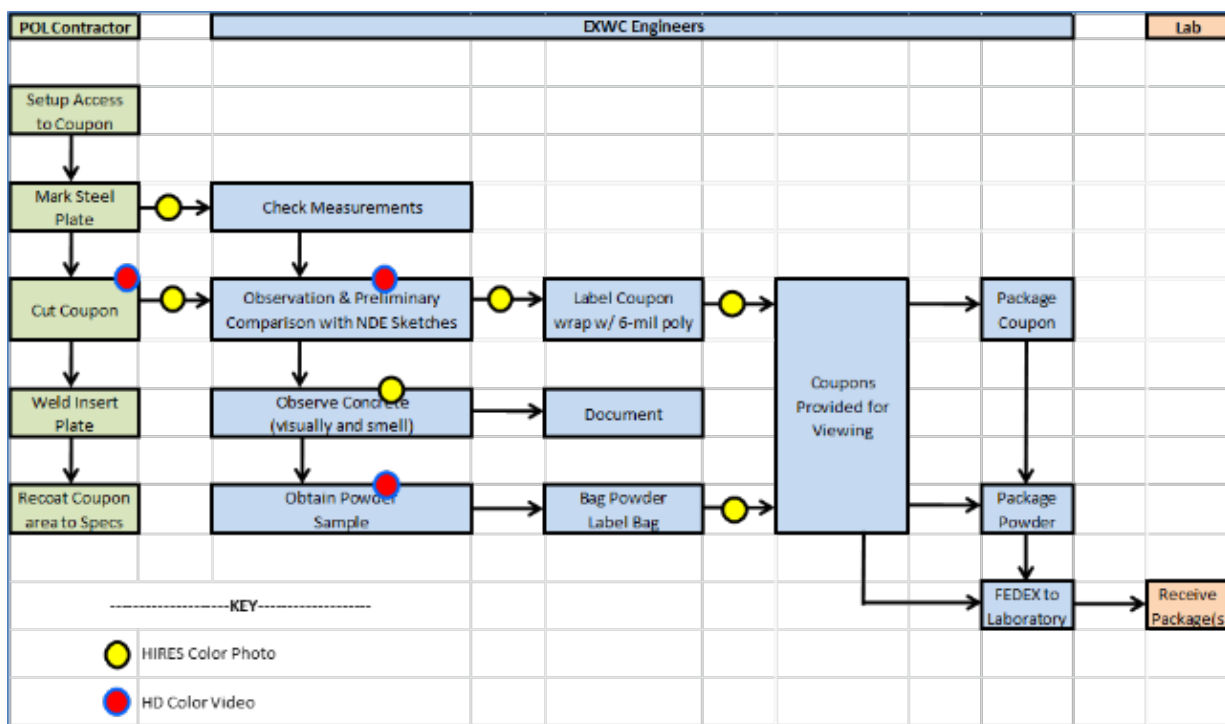 POL Contractor
EXWC Engineers
Lab
Setup Access
to Coupon
Mark Steel
Plate
Check Measurements
Cut Coupon
Observation & Preliminary
Comparison with NDE Sketches
Label Coupon
wrap w/ 6-mil poly
Coupons
Provided for
Viewing
Package
Coupon
Weld Insert
Plate
Observe Concrete
(visually and smell)
Document
Recoat Coupon
area to Specs
Obtain Powder
Sample
Bag Powder
Label Bag
Package
Powder
FEDEX to
Laboratory
Receive
Package(s
--------------------KEY-------------------
HIRES Color Photo
HD Color Video